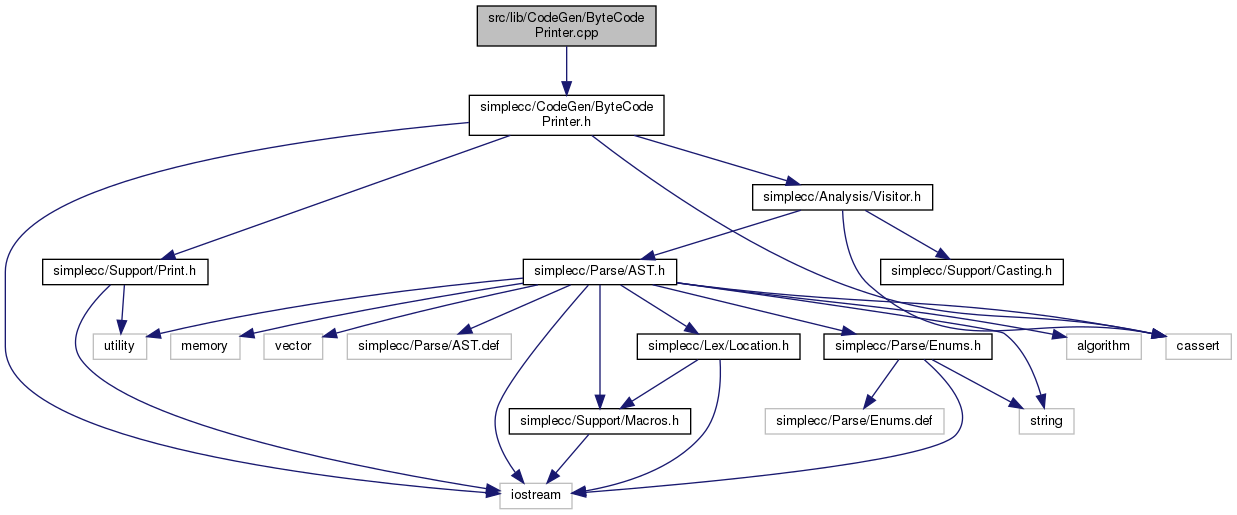 src/lib/CodeGen/ByteCode
Printer.cpp
simplecc/CodeGen/ByteCode
Printer.h
simplecc/Analysis/Visitor.h
simplecc/Support/Print.h
simplecc/Parse/AST.h
simplecc/Support/Casting.h
utility
memory
vector
simplecc/Parse/AST.def
simplecc/Lex/Location.h
simplecc/Parse/Enums.h
algorithm
cassert
simplecc/Support/Macros.h
simplecc/Parse/Enums.def
string
iostream